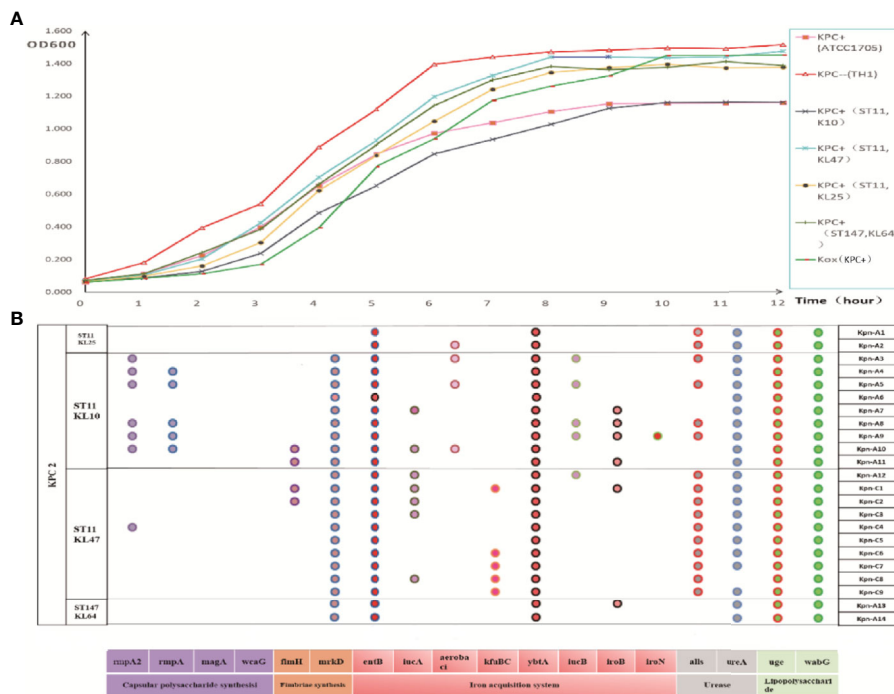 A
OD600
1.600
1.400
1.200
1.000
0.800
0.600
0.400
0.200
0.000
0 1 2 3 4 5 6 7 8 9 10 11 12
Time (hour)
KPC+
(ATCC1705)
KPC--(TH1)
KPC+ (ST11,
K10)
KPC+ (ST11,
KL47)
KPC+ (ST11,
KL25)
KPC+
(ST147,KL64
)
Kox(KPC+)
B
KPC 2
ST11
KL25
ST11
KL10
ST11
KL47
ST147
KL64
Kpn-A1
Kpn-A2
Kpn-A3
Kpn-A4
Kpn-A5
Kpn-A6
Kpn-A7
Kpn-A8
Kpn-A9
Kpn-A10
Kpn-A11
Kpn-A12
Kpn-C1
Kpn-C2
Kpn-C3
Kpn-C4
Kpn-C5
Kpn-C6
Kpn-C7
Kpn-C8
Kpn-C9
Kpn-A13
Kpn-A14
rmpA magA wcaG fimH mrkD entB iucA aerobaci kfuBC ybtA iucB iroB iroN alls ureA uge wabG
Capsular polysaccharide synthesisi Fimbriae synthesis Iron acquisition system Urrease Lipopolysaccharide